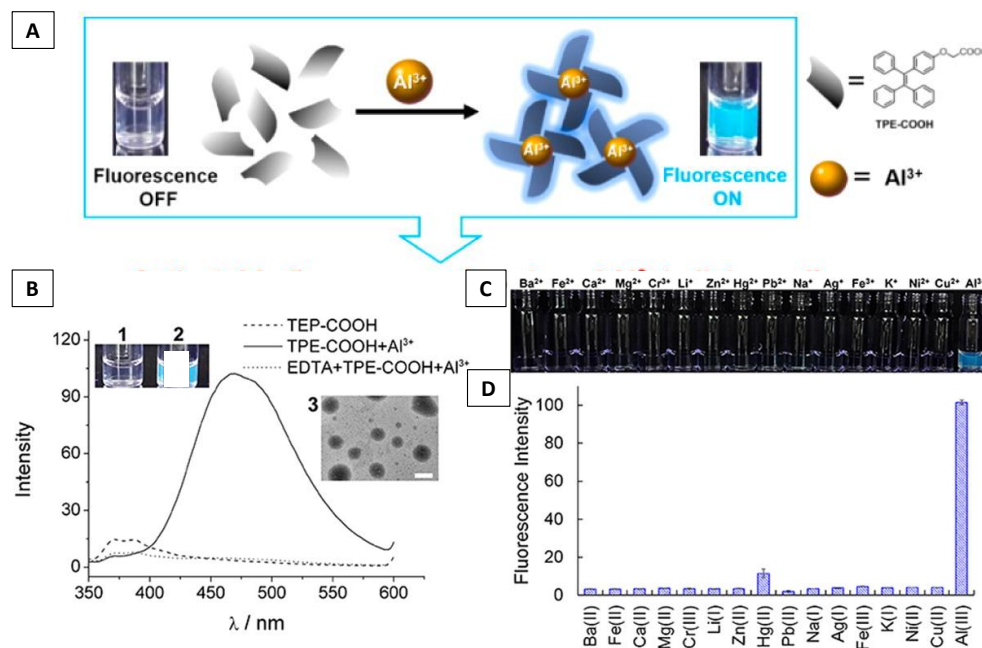 A
Al³⁺
Fluorescence
OFF
Al³⁺
Al³⁺
Al³⁺
Fluorescence
ON
=
O
COOH
TPE-COOH
= Al³⁺
B
Intensity
120
90
60
30
0
350 400 450 500 550 600
λ / nm
1 2
TEP-COOH
TPE-COOH+Al³⁺
EDTA+TPE-COOH+Al³⁺
3
C
Ba²⁺ Fe²⁺ Ca²⁺ Mg²⁺ Cr³⁺ Li⁺ Zn²⁺ Hg²⁺ Pb²⁺ Na⁺ Ag⁺ Fe³⁺ K⁺ Ni²⁺ Cu²⁺ Al³⁺
D
Fluorescence Intensity
100
80
60
40
20
0
Ba(II) Fe(II) Ca(II) Mg(II) Cr(III) Li(I) Zn(II) Hg(II) Pb(II) Na(I) Ag(I) Fe(III) K(I) Ni(II) Cu(II) Al(III)